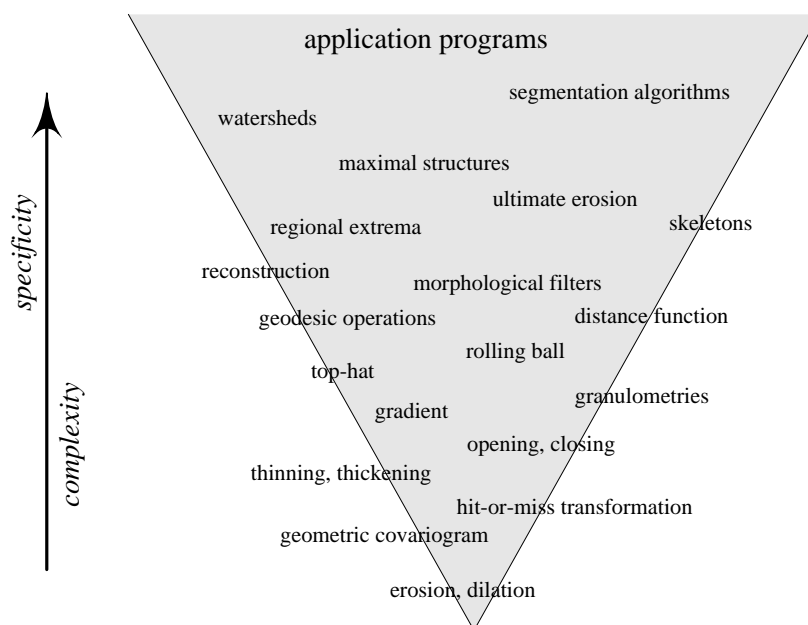 application programs
segmentation algorithms
watersheds
maximal structures
ultimate erosion
skeletons
regional extrema
reconstruction
morphological filters
geodesic operations
distance function
rolling ball
top-hat
granulometries
gradient
opening, closing
thinning, thickening
hit-or-miss transformation
geometric covariogram
erosion, dilation
specificity
complexity